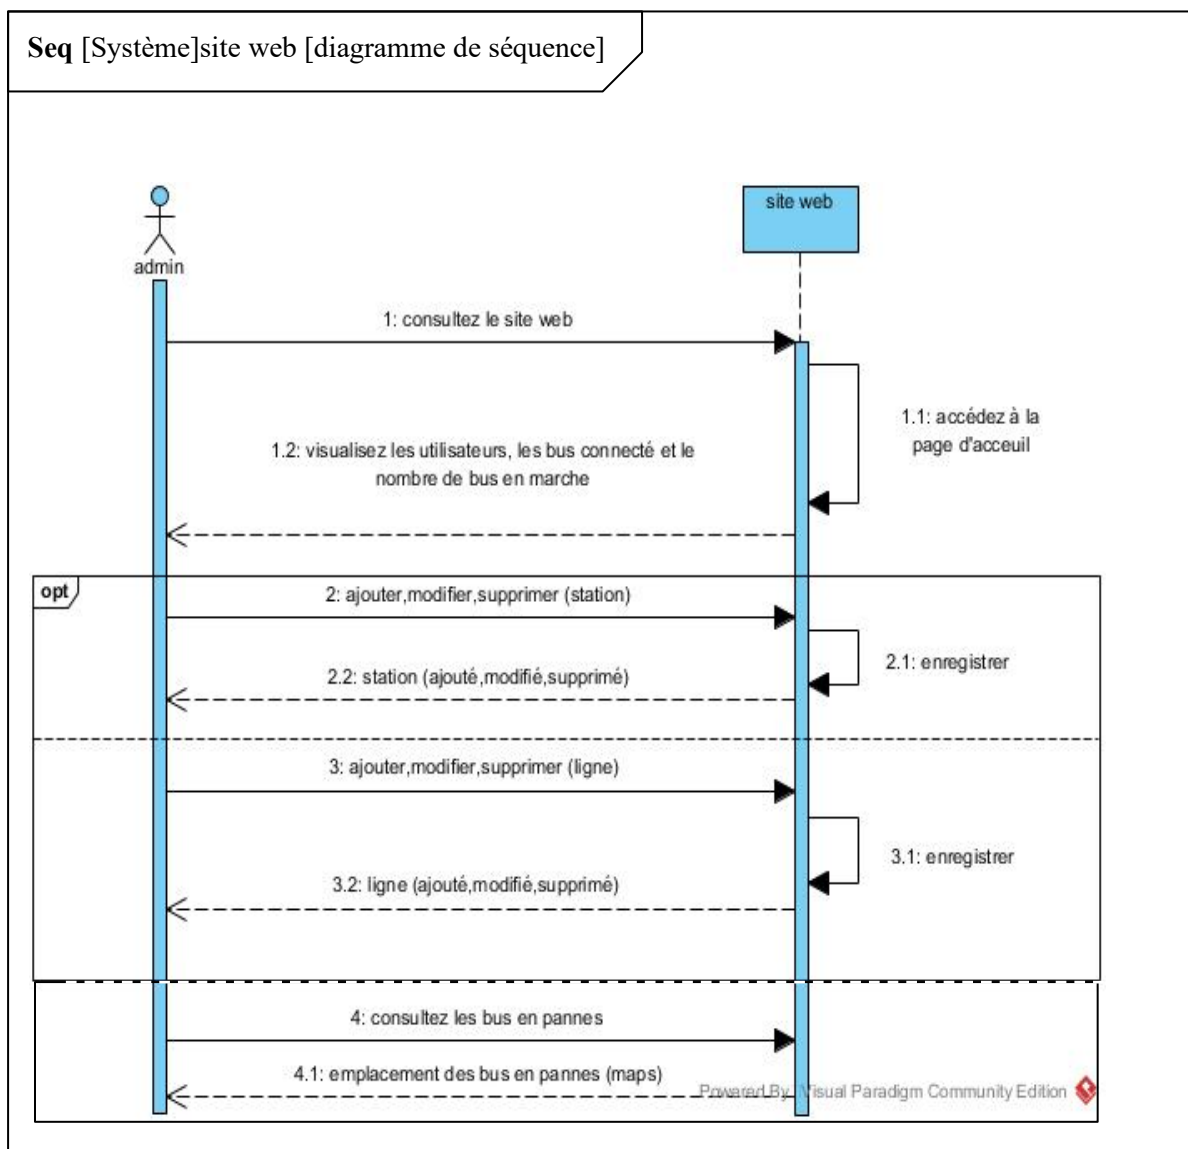 Seq [Système]site web [diagramme de séquence]
site web
admin
1: consultez le site web
1.1: accédez à la
page d'acceuil
1.2: visualisez les utilisateurs, les bus connecté et le
nombre de bus en marche
opt
2: ajouter,modifier,supprimer (station)
2.1: enregistrer
2.2: station (ajouté,modifié,supprimé)
3: ajouter,modifier,supprimer (ligne)
3.1: enregistrer
3.2: ligne (ajouté,modifié,supprimé)
4: consultez les bus en pannes
4.1: emplacement des bus en pannes (maps)
Powered By Visual Paradigm Community Edition